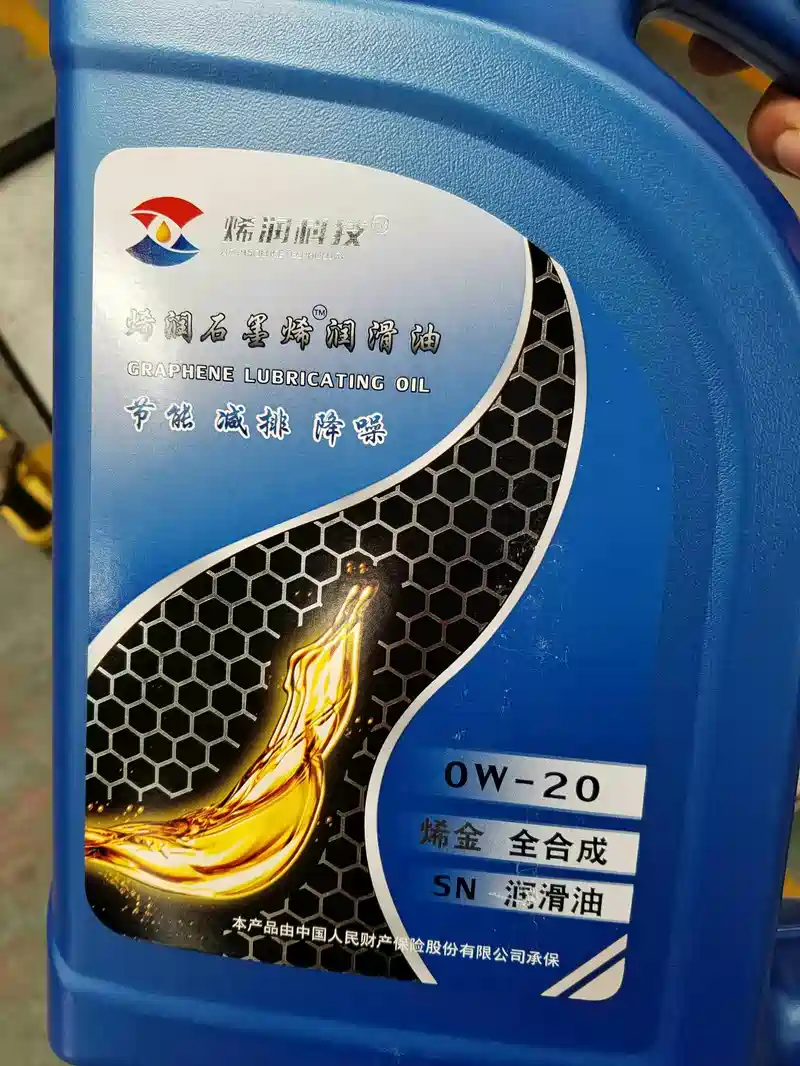 烯润科技
烯润石墨烯™润滑油
GRAPHENE LUBRICATING OIL
节能 减排 降噪
0W-20
烯金 全合成
SN 润滑油
本产品由中国人民财产保险股份有限公司承保